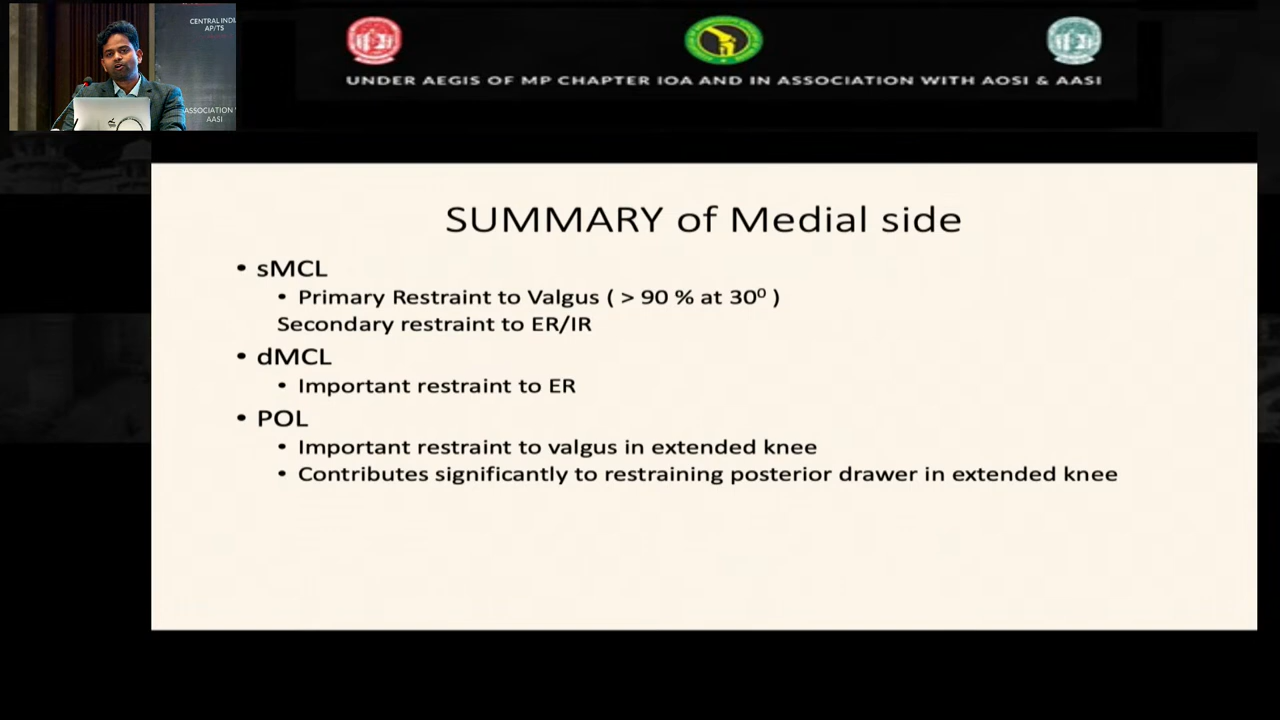 CENTRAL INDI
AP/TS
ASSOCIATION
AASI
UNDER AEGIS OF MP CHAPTER IOA AND IN ASSOCIATION WITH AOSI & AASI
SUMMARY of Medial side
• sMCL
• Primary Restraint to Valgus ( > 90 % at 30⁰ )
Secondary restraint to ER/IR
• dMCL
• Important restraint to ER
• POL
• Important restraint to valgus in extended knee
• Contributes significantly to restraining posterior drawer in extended knee